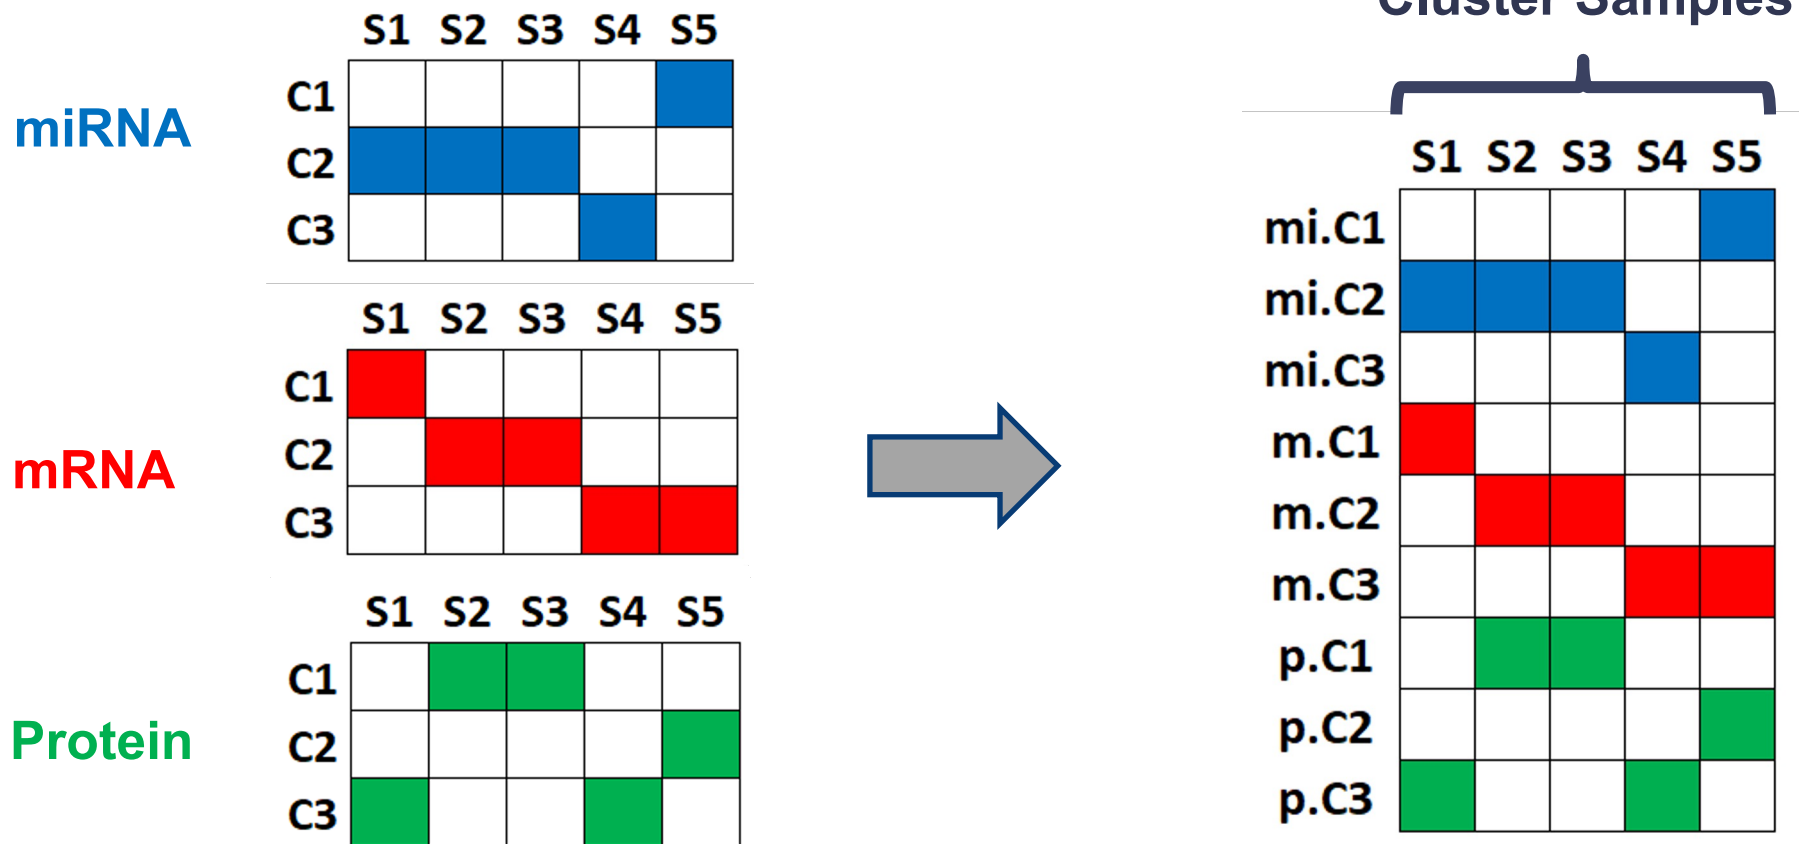 miRNA
S1 S2 S3 S4 S5
C1
C2
C3
mRNA
S1 S2 S3 S4 S5
C1
C2
C3
Protein
S1 S2 S3 S4 S5
C1
C2
C3
Cluster Samples
S1 S2 S3 S4 S5
mi.C1
mi.C2
mi.C3
m.C1
m.C2
m.C3
p.C1
p.C2
p.C3